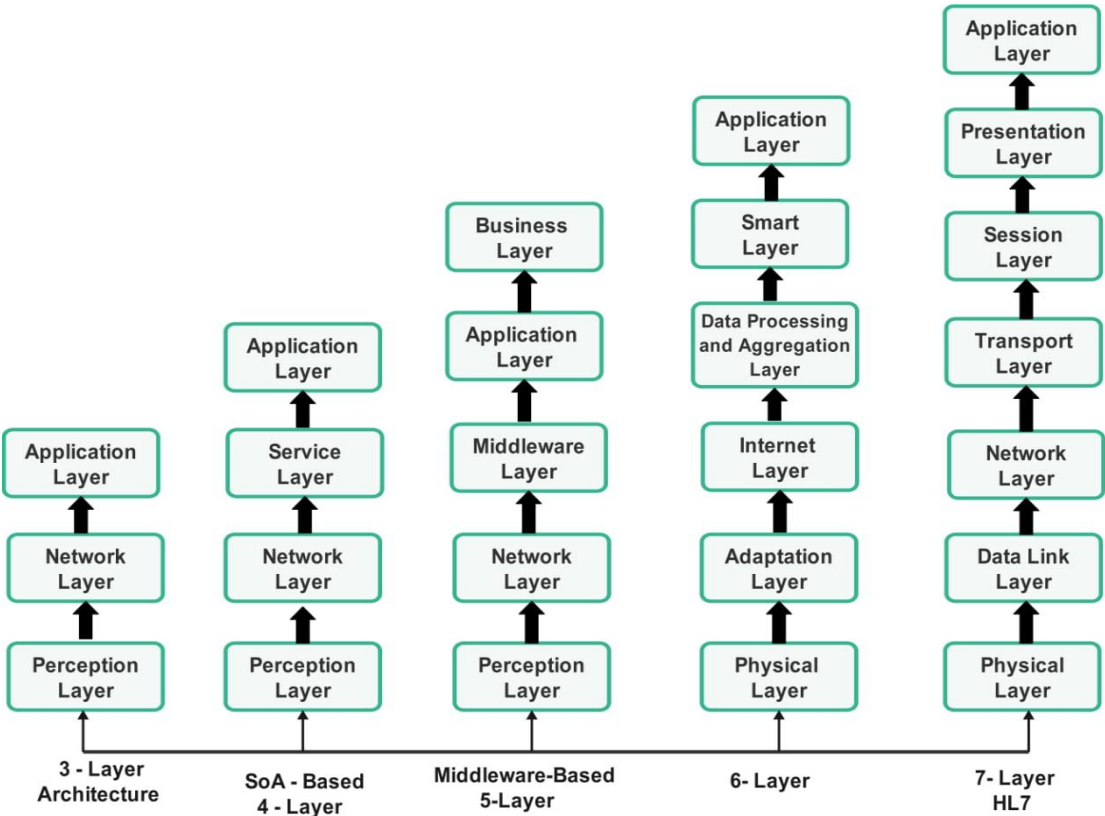 Application
Layer
Network
Layer
Perception
Layer
3 - Layer
Architecture
Application
Layer
Service
Layer
Network
Layer
Perception
Layer
SoA - Based
4 - Layer
Business
Layer
Application
Layer
Middleware
Layer
Network
Layer
Perception
Layer
Middleware-Based
5-Layer
Application
Layer
Smart
Layer
Data Processing
and Aggregation
Layer
Internet
Layer
Adaptation
Layer
Physical
Layer
6- Layer
Application
Layer
Presentation
Layer
Session
Layer
Transport
Layer
Network
Layer
Data Link
Layer
Physical
Layer
7- Layer
HL7